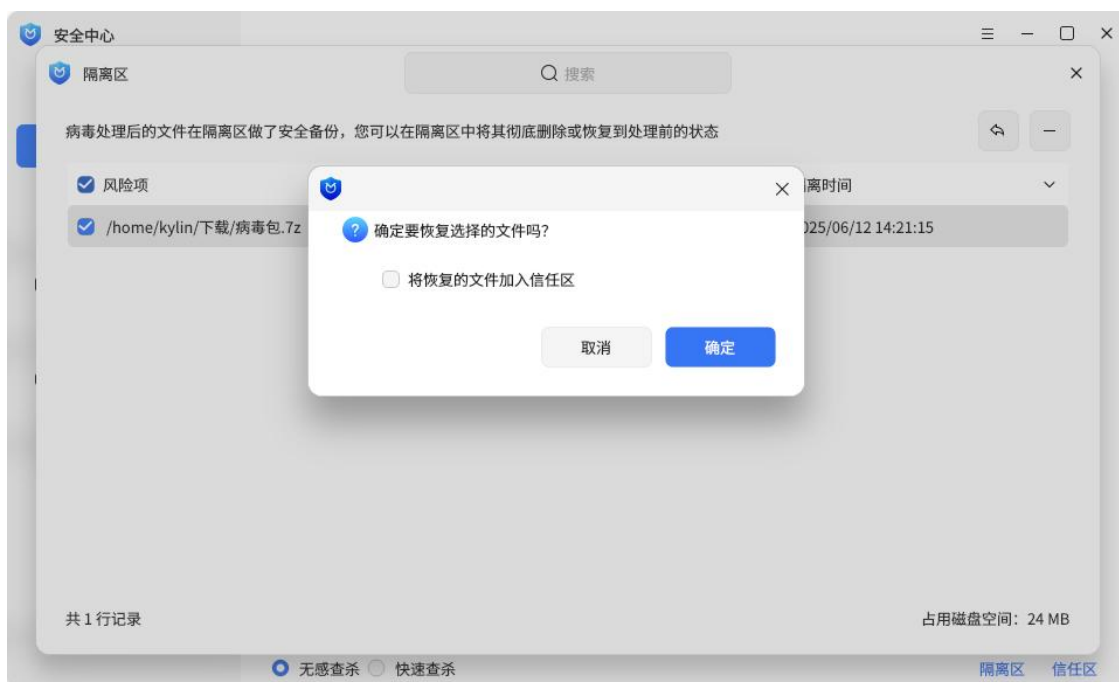 安全中心
隔离区
搜索
病毒处理后的文件在隔离区做了安全备份，您可以在隔离区中将其彻底删除或恢复到处理前的状态
风险项
离时间
/home/kylin/下载/病毒包.7z
025/06/12 14:21:15
确定要恢复选择的文件吗？
将恢复的文件加入信任区
取消
确定
共 1 行记录
占用磁盘空间：24 MB
无感查杀
快速查杀
隔离区
信任区